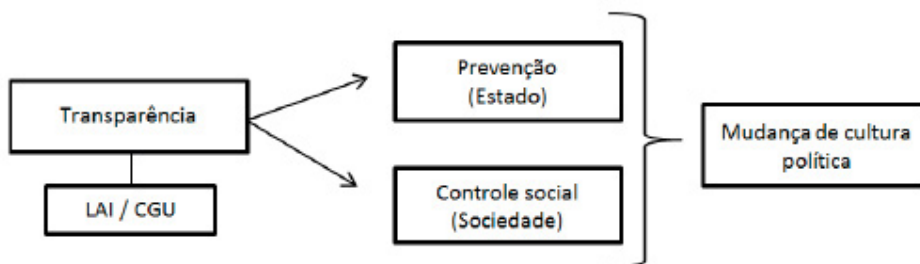 Transparência
LAI / CGU
Prevenção
(Estado)
Controle social
(Sociedade)
Mudança de cultura
política